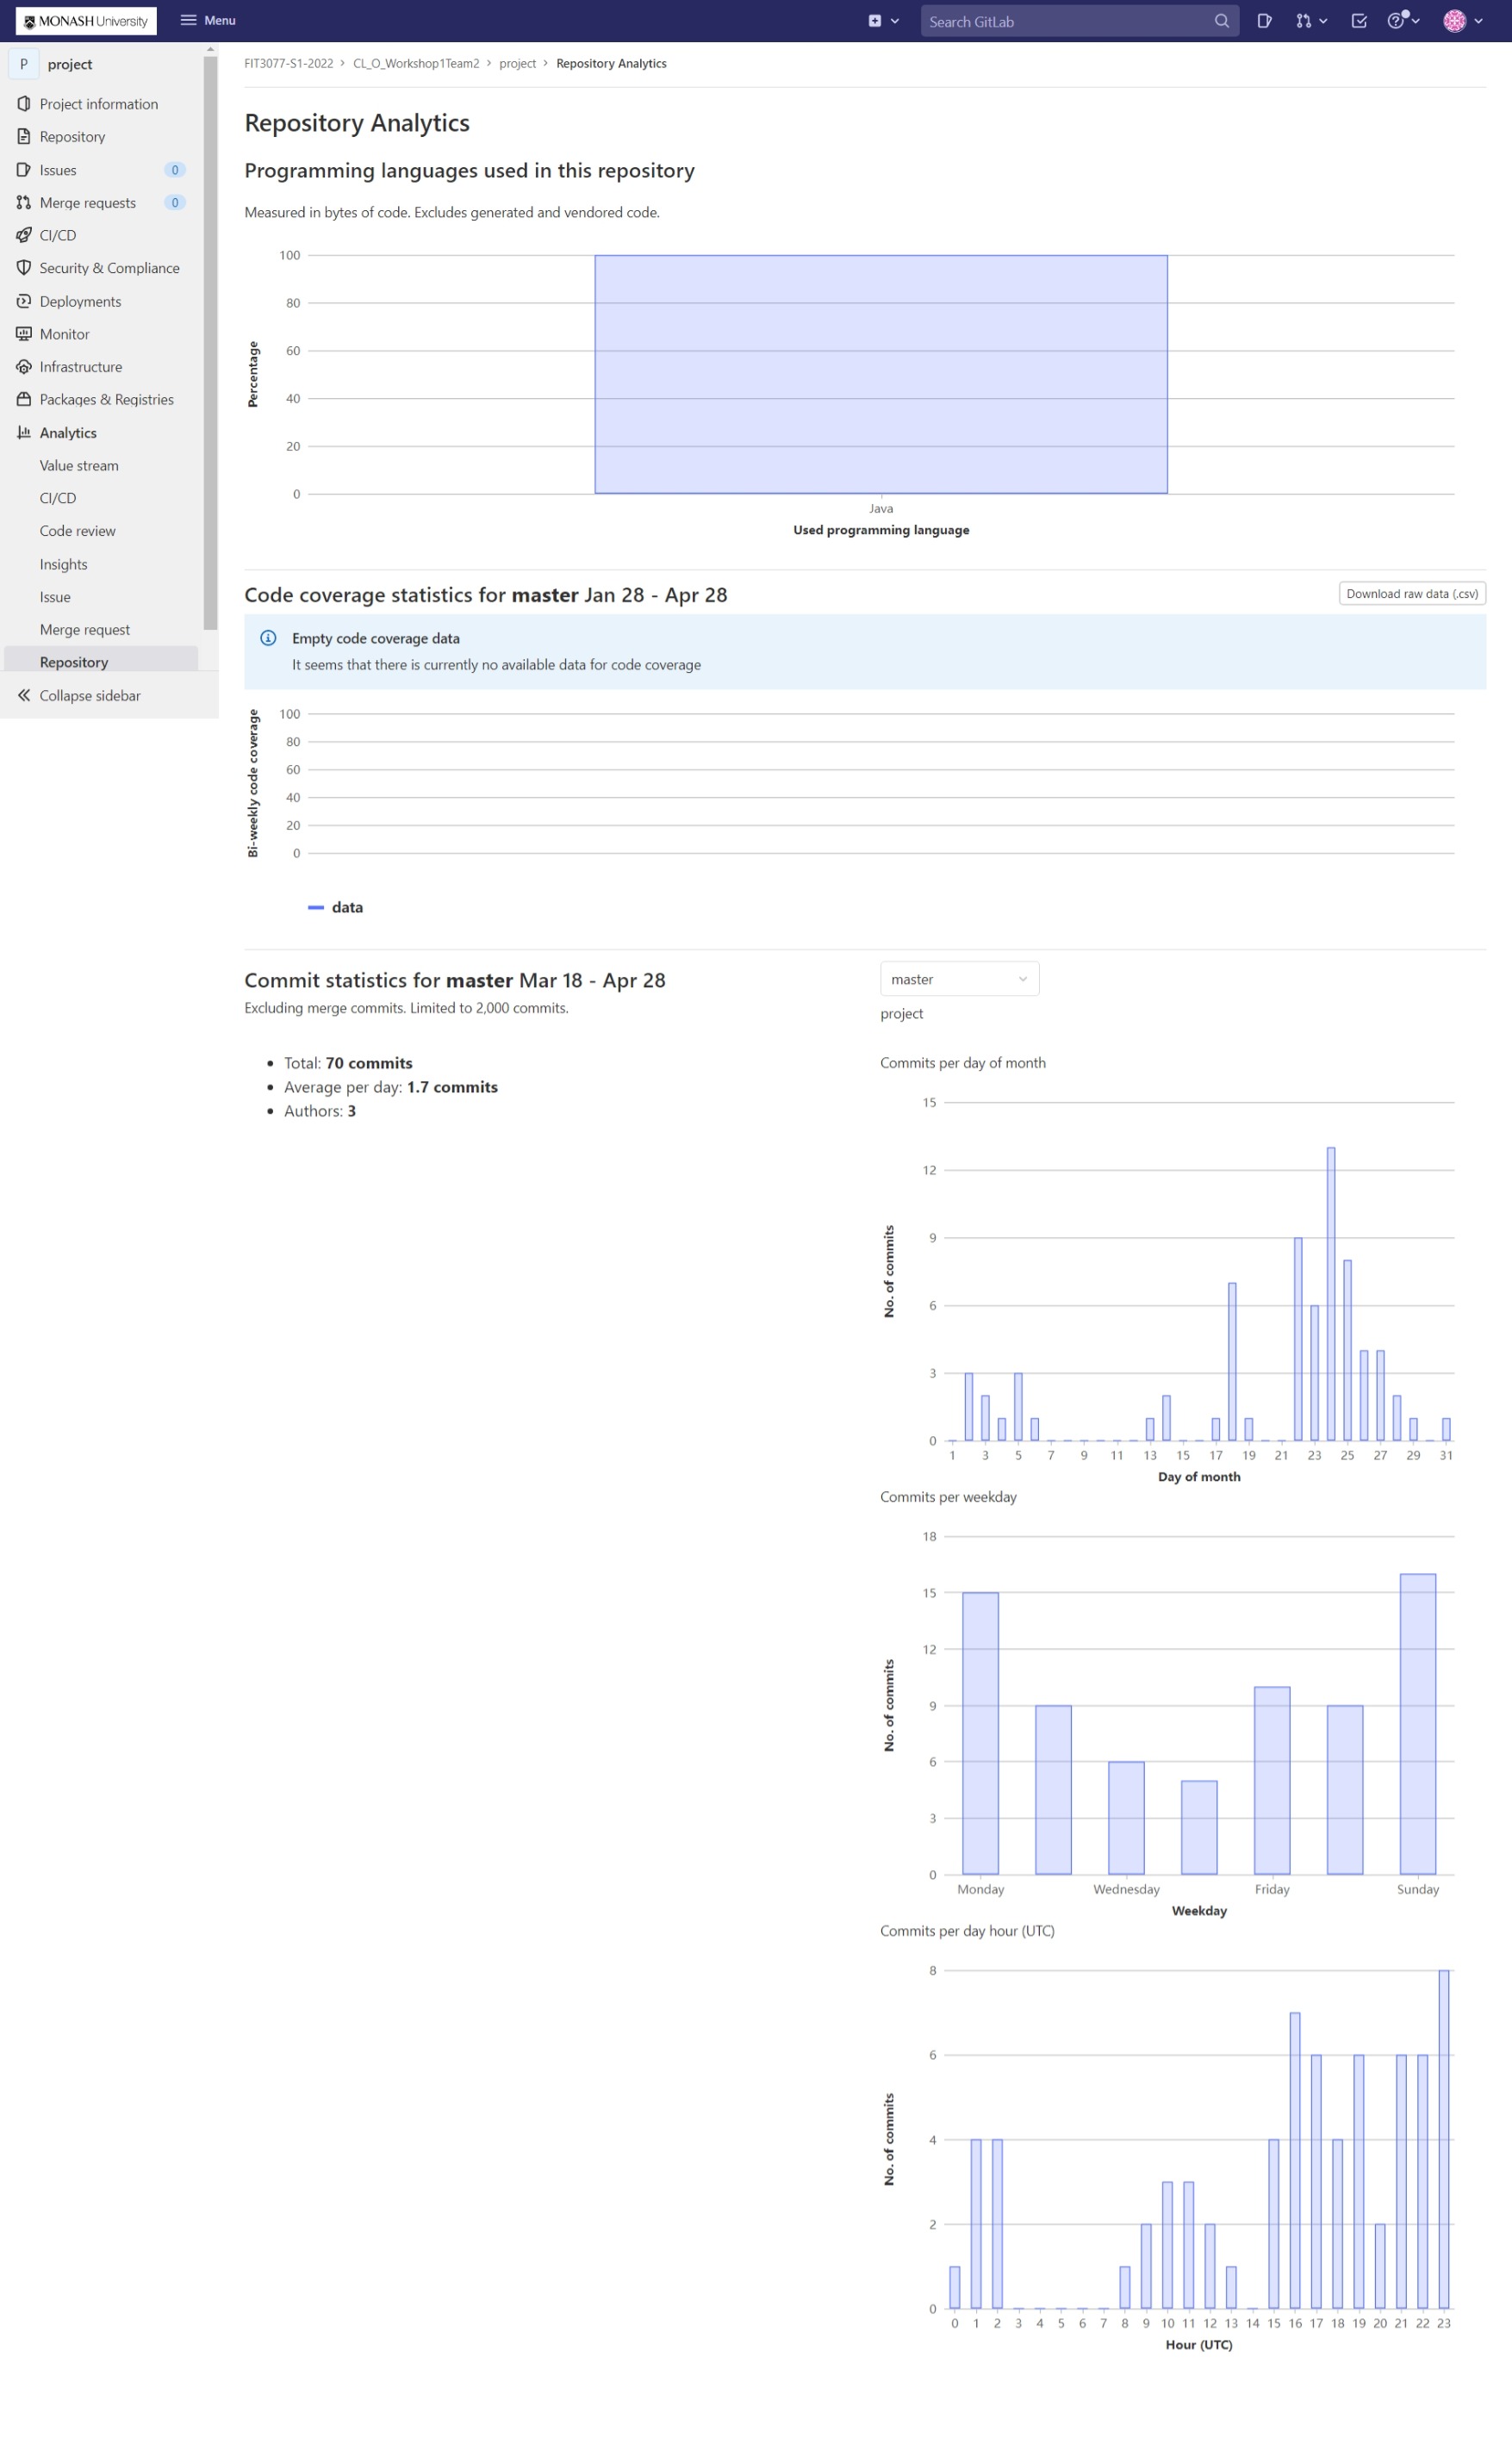 MONASH University
Menu
Search GitLab
P project
Project information
Repository
Issues 0
Merge requests 0
CI/CD
Security & Compliance
Deployments
Monitor
Infrastructure
Packages & Registries
Analytics
Value stream
CI/CD
Code review
Insights
Issue
Merge request
Repository
Collapse sidebar
FIT3077-S1-2022 > CL_O_Workshop1Team2 > project > Repository Analytics
Repository Analytics
Programming languages used in this repository
Measured in bytes of code. Excludes generated and vendored code.
Percentage
100
80
60
40
20
0
Java
Used programming language
Code coverage statistics for master Jan 28 - Apr 28
Download raw data (.csv)
Empty code coverage data
It seems that there is currently no available data for code coverage
Bi-weekly code coverage
100
80
60
40
20
0
data
Commit statistics for master Mar 18 - Apr 28
Excluding merge commits. Limited to 2,000 commits.
Total: 70 commits
Average per day: 1.7 commits
Authors: 3
master
project
Commits per day of month
No. of commits
15
12
9
6
3
0
1 3 5 7 9 11 13 15 17 19 21 23 25 27 29 31
Day of month
Commits per weekday
No. of commits
18
15
12
9
6
3
0
Monday Wednesday Friday Sunday
Weekday
Commits per day hour (UTC)
No. of commits
8
6
4
2
0
0 1 2 3 4 5 6 7 8 9 10 11 12 13 14 15 16 17 18 19 20 21 22 23
Hour (UTC)